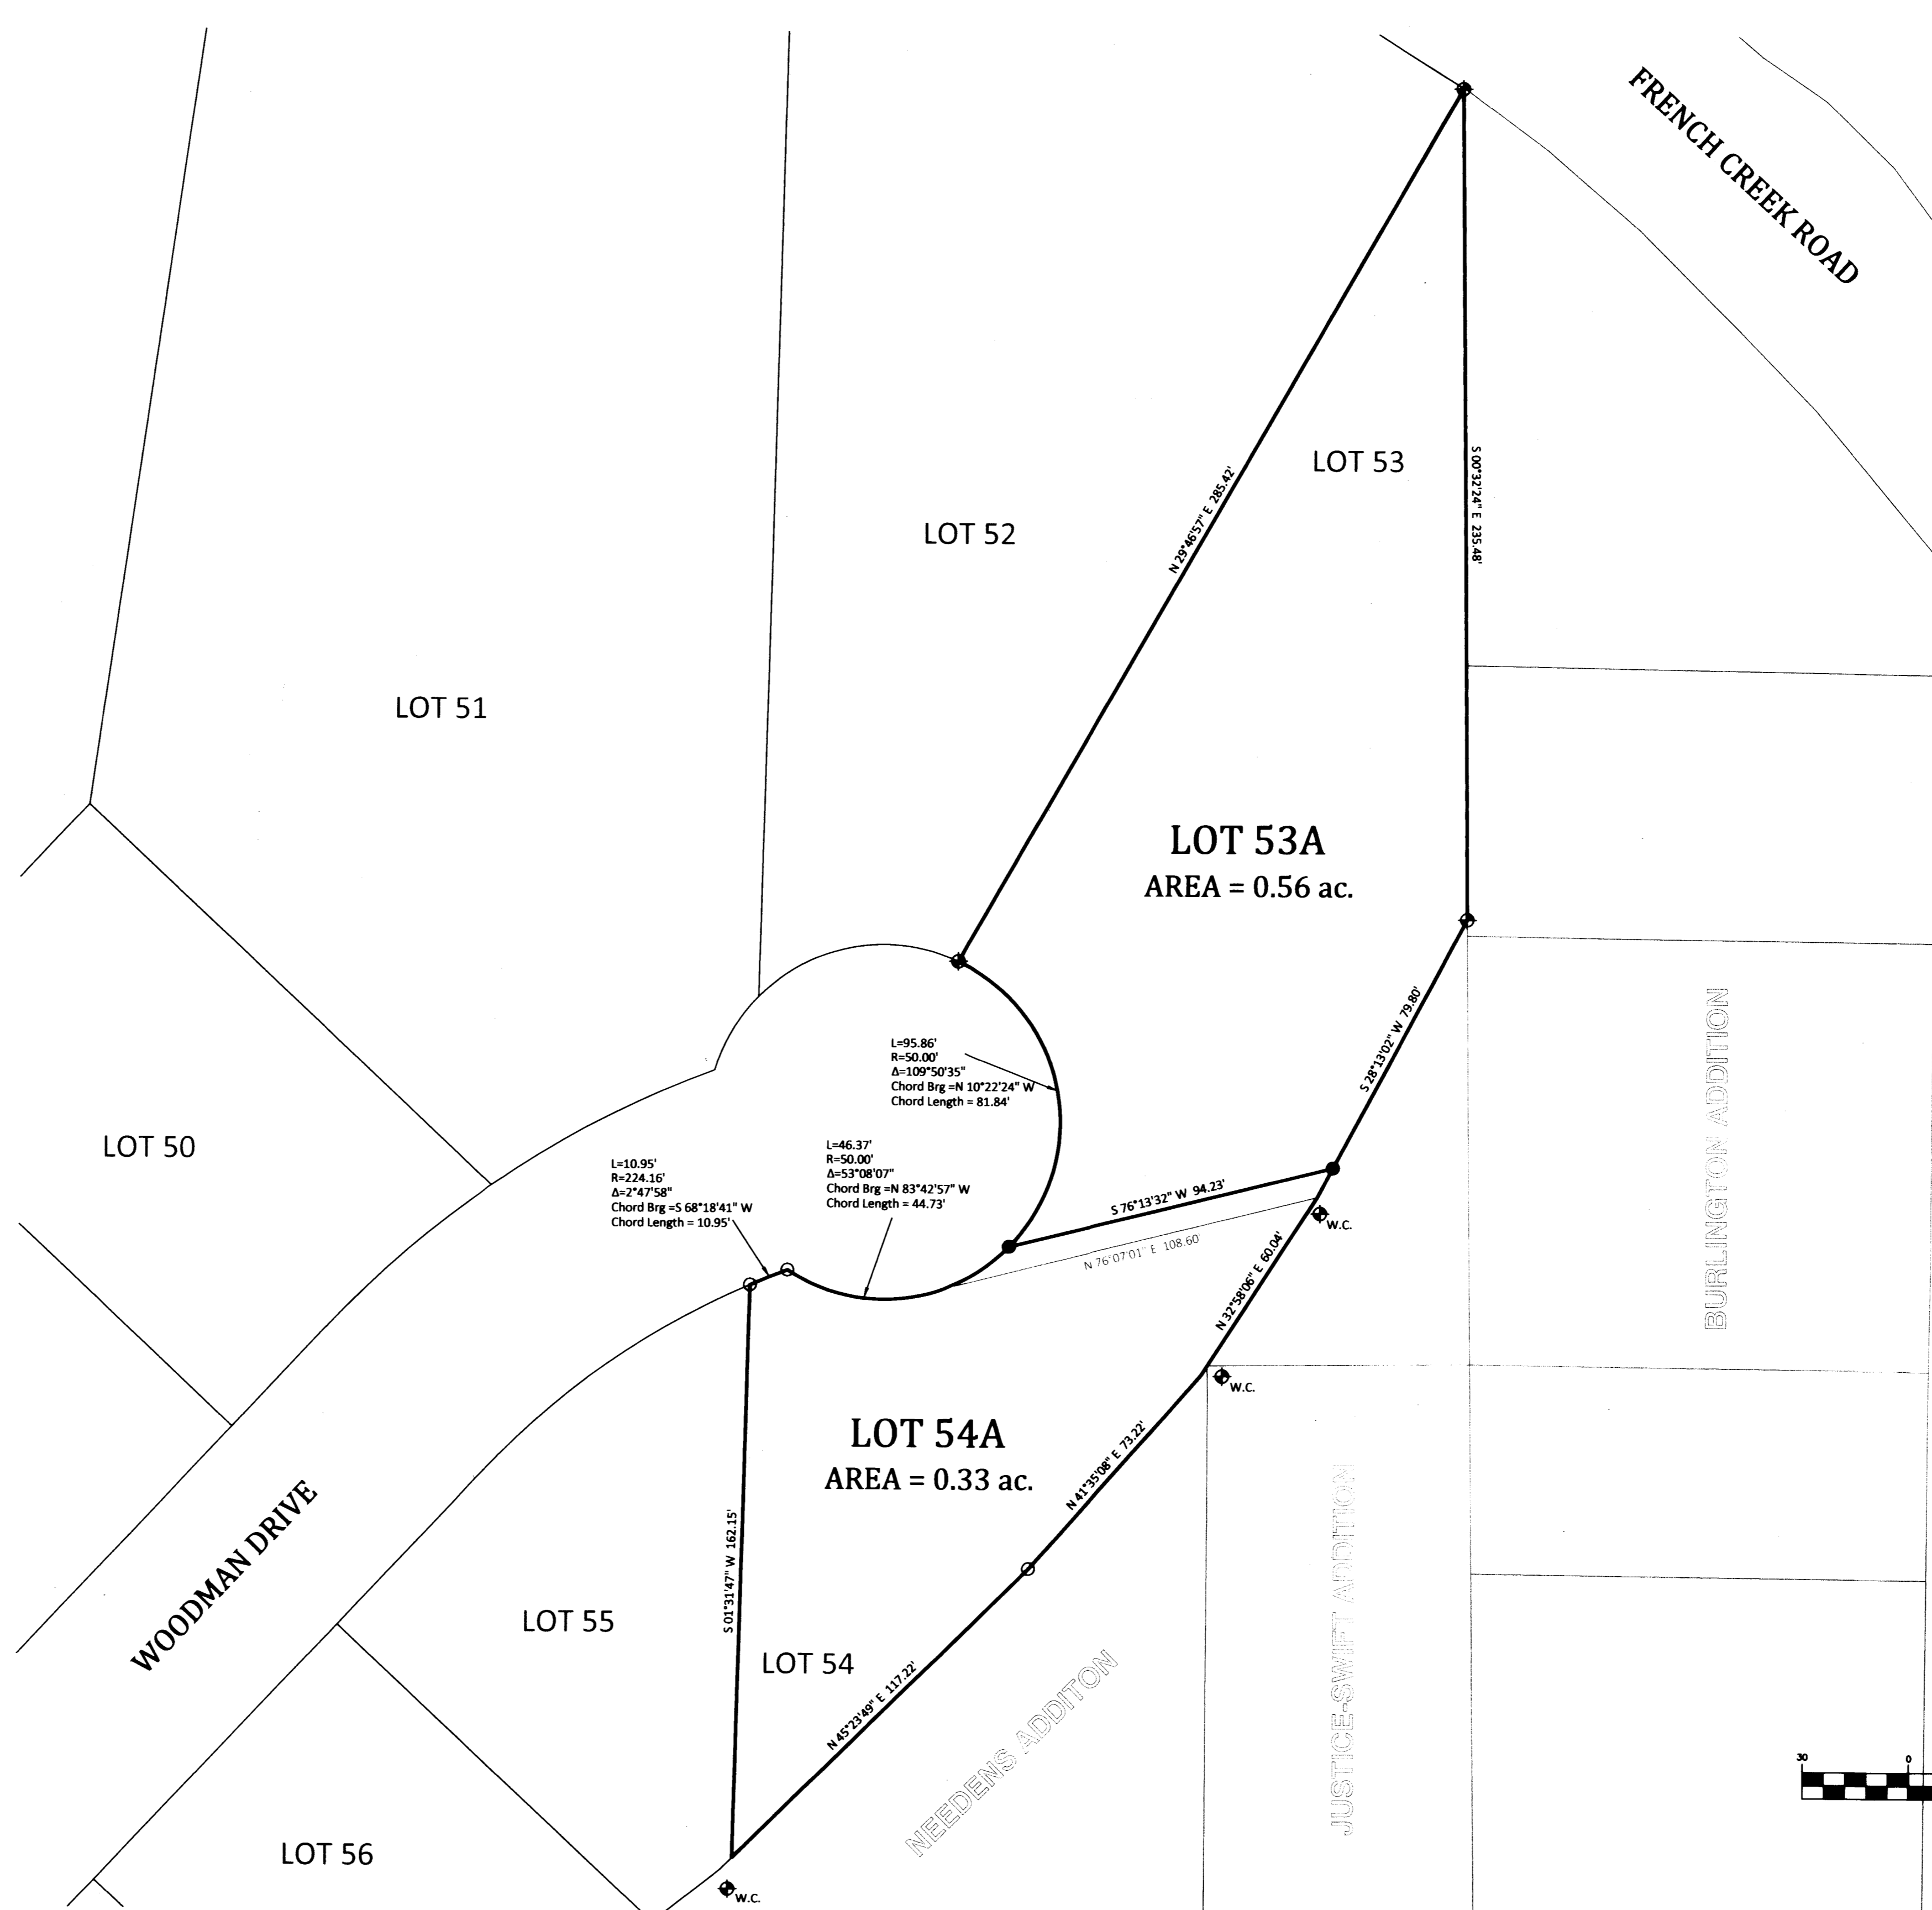 FRENCH CREEK ROAD
LOT 53
S 00°32'24" E 235.48'
N 29°46'57" E 285.42'
LOT 52
LOT 51
LOT 53A
AREA = 0.56 ac.
BURLINGTON ADDITION
S 28°13'02" W 79.80'
L=95.86'
R=50.00'
Δ=109°50'35"
Chord Brg =N 10°22'24" W
Chord Length = 81.84'
LOT 50
L=46.37'
R=50.00'
Δ=53°08'07"
Chord Brg =N 83°42'57" W
Chord Length = 44.73'
L=10.95'
R=224.16'
Δ=2°47'58"
Chord Brg =S 68°18'41" W
Chord Length = 10.95'
S 76°13'32" W 94.23'
W.C.
N 76°07'01" E 108.60'
N 32°58'06" E 60.04'
W.C.
LOT 54A
AREA = 0.33 ac.
N 41°35'08" E 73.22'
WOODMAN DRIVE
S 01°31'47" W 162.15'
LOT 55
LOT 54
N 45°23'49" E 117.22'
NEEDENS ADDITON
JUSTICE-SWIFT ADDITION
30 0
LOT 56
W.C.